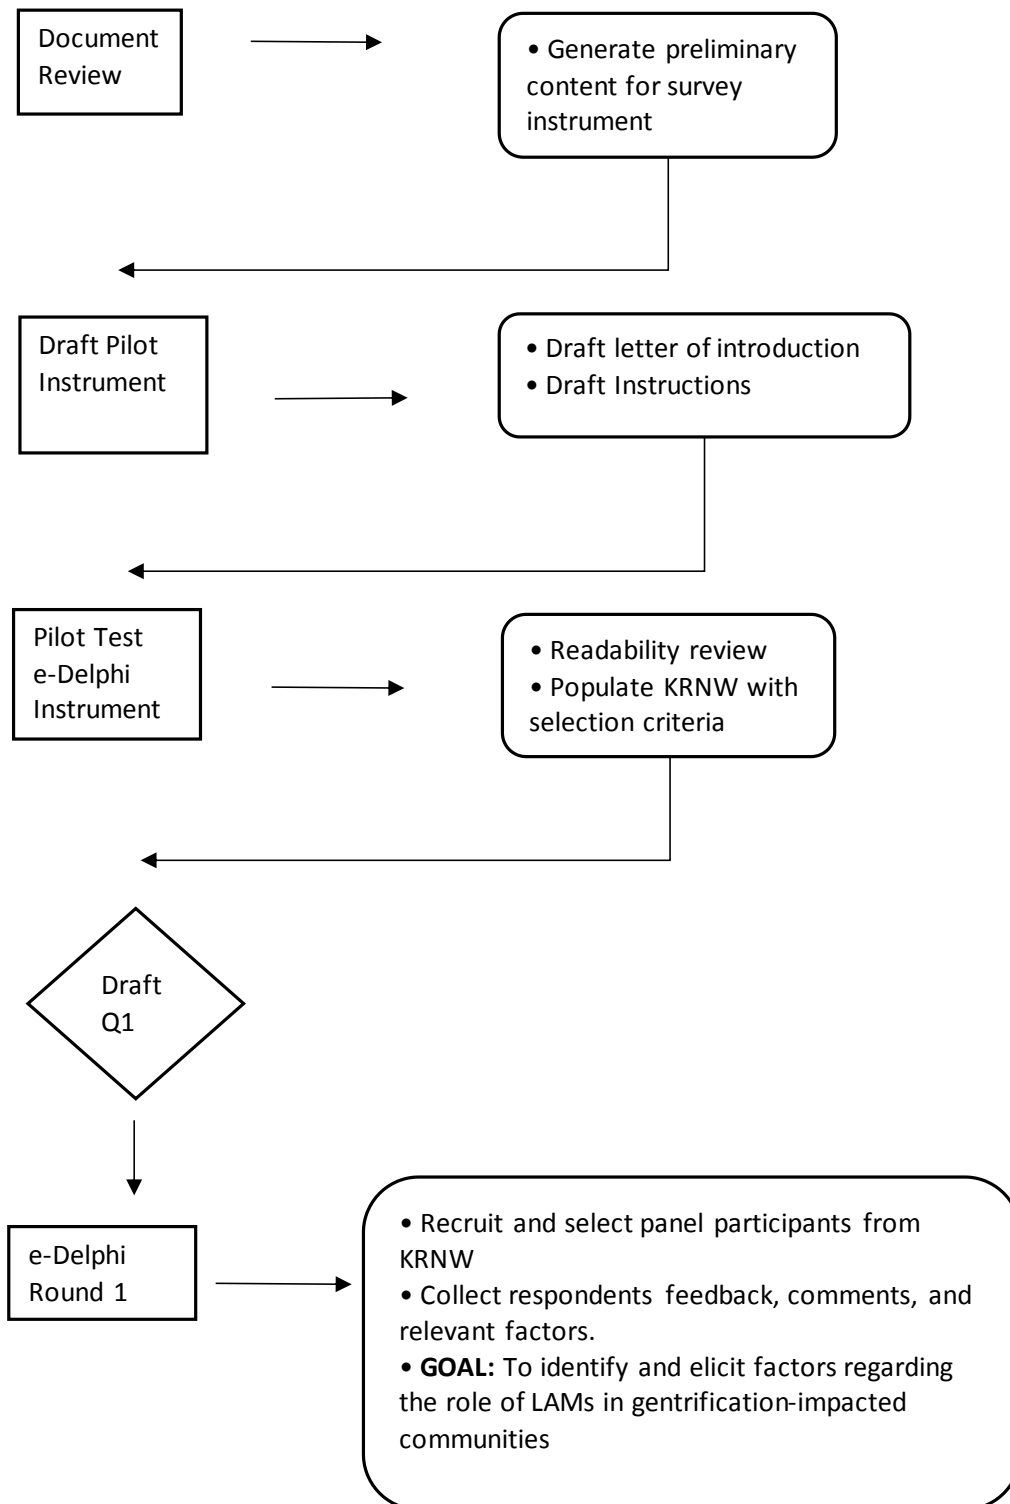 Document
Review
• Generate preliminary
content for survey
instrument
Draft Pilot
Instrument
• Draft letter of introduction
• Draft Instructions
Pilot Test
e-Delphi
Instrument
• Readability review
• Populate KRNW with
selection criteria
Draft
Q1
e-Delphi
Round 1
• Recruit and select panel participants from
KRNW
• Collect respondents feedback, comments, and
relevant factors.
• GOAL: To identify and elicit factors regarding
the role of LAMs in gentrification-impacted
communities